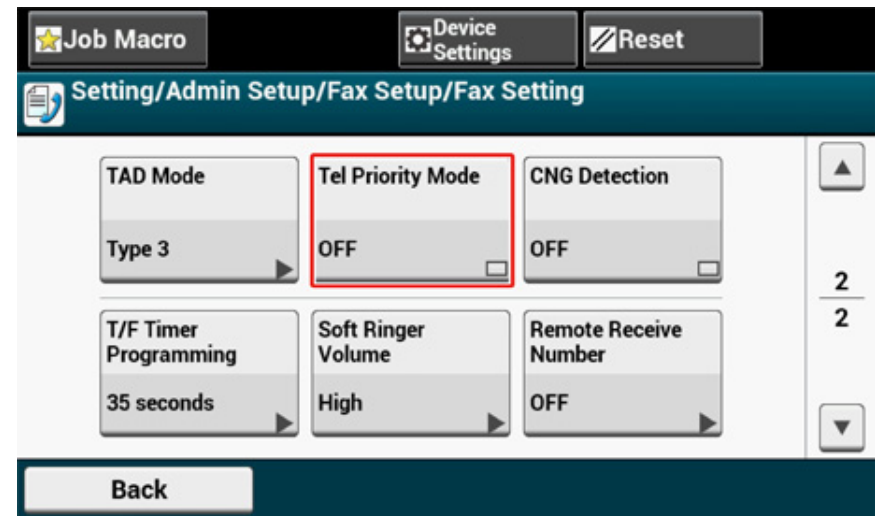 Job Macro
Device
Settings
Reset
Setting/Admin Setup/Fax Setup/Fax Setting
TAD Mode
Type 3
Tel Priority Mode
OFF
CNG Detection
OFF
2
2
T/F Timer
Programming
35 seconds
Soft Ringer
Volume
High
Remote Receive
Number
OFF
Back